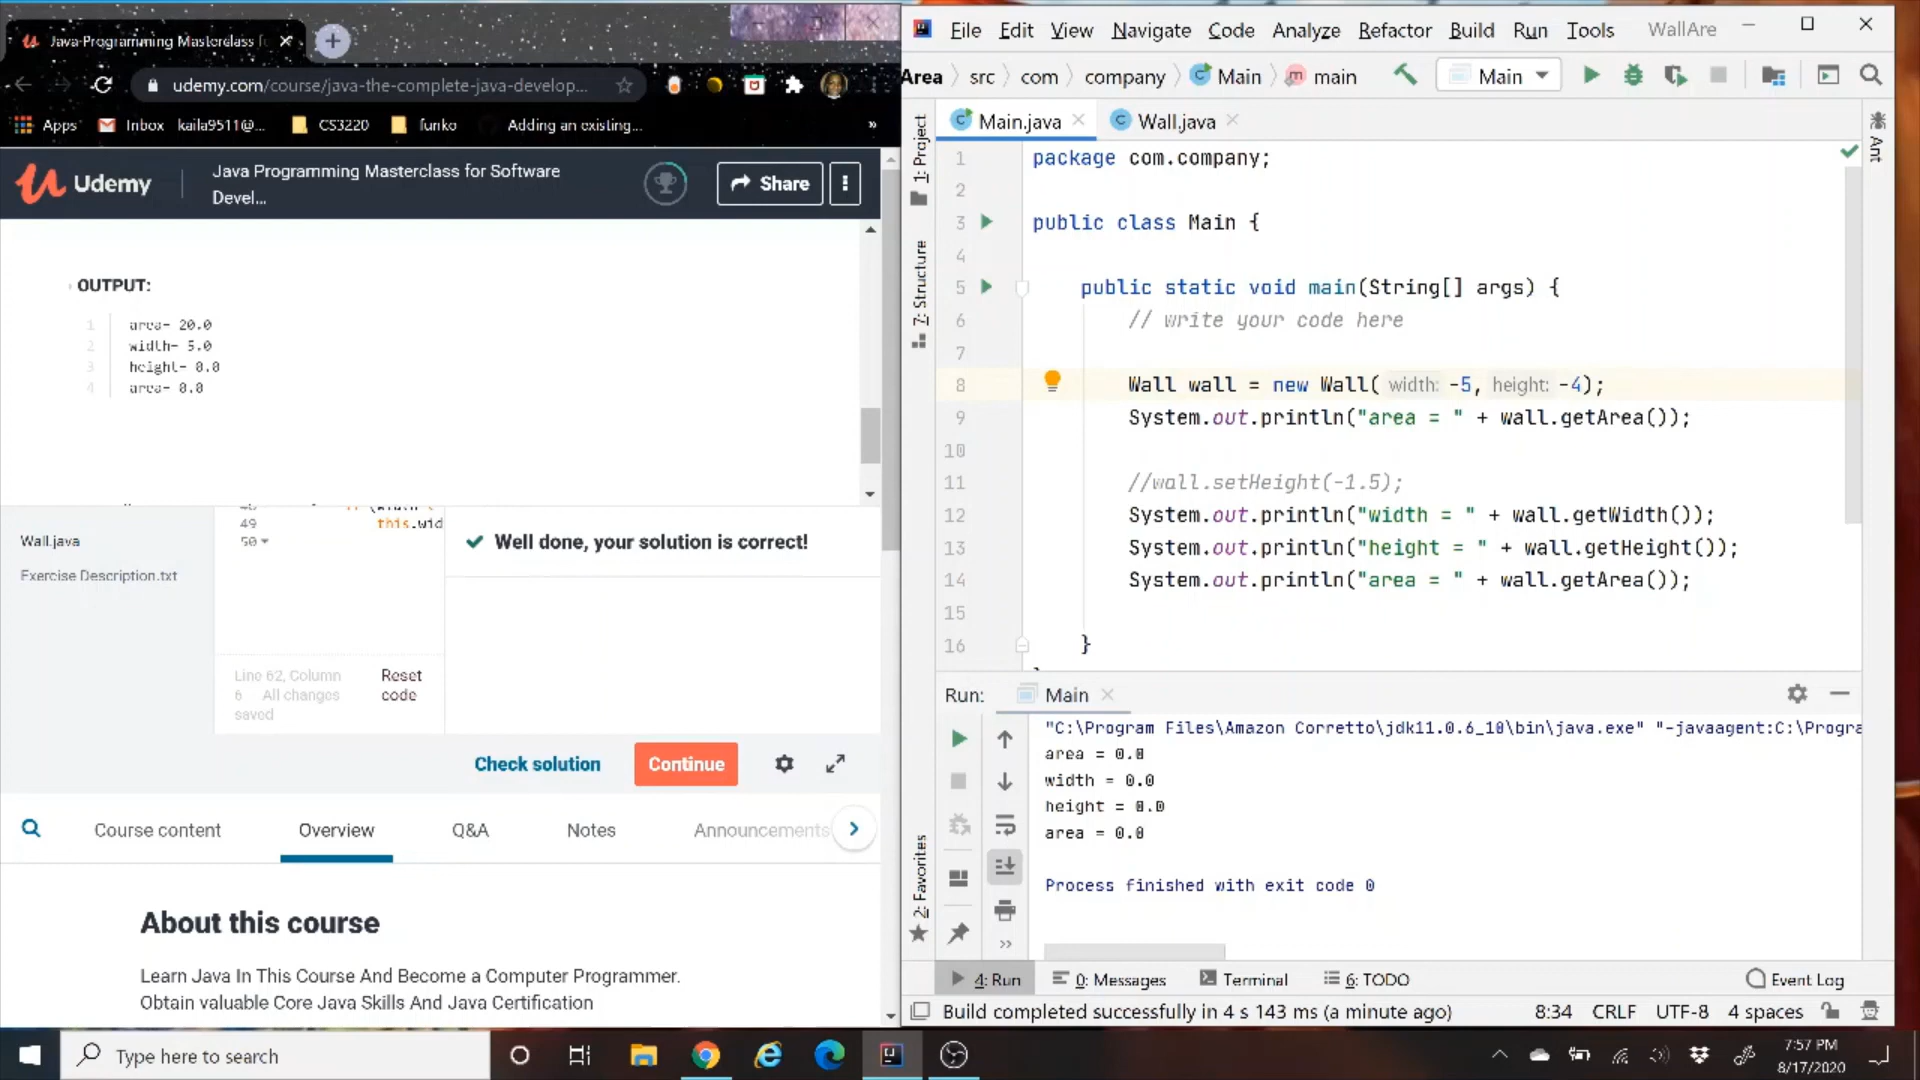 Java-Programming Masterclass f
udemy.com/course/java-the-complete-java-develop...
Apps
Inbox
kaila9511@...
CS3220
funko
Adding an existing...
»
Udemy
Java Programming Masterclass for Software
Devel...
Share
OUTPUT:
1 area= 20.0
2 width= 5.0
3 height= 0.0
4 area= 0.0
Wall.java
Exercise Description.txt
49 this.wid
50
Well done, your solution is correct!
Line 62, Column
6 All changes
saved
Reset
code
Check solution
Continue
Course content
Overview
Q&A
Notes
Announcements
About this course
Learn Java In This Course And Become a Computer Programmer.
Obtain valuable Core Java Skills And Java Certification
File Edit View Navigate Code Analyze Refactor Build Run Tools WallAre
Area src com company Main main
Main
Main.java
Wall.java
1: Project
7: Structure
2: Favorites
Ant
1 package com.company;
2
3 public class Main {
4
5 public static void main(String[] args) {
6 // write your code here
7
8 Wall wall = new Wall( width: -5, height: -4);
9 System.out.println("area = " + wall.getArea());
10
11 //wall.setHeight(-1.5);
12 System.out.println("width = " + wall.getWidth());
13 System.out.println("height = " + wall.getHeight());
14 System.out.println("area = " + wall.getArea());
15
16 }
Run: Main
"C:\Program Files\Amazon Corretto\jdk11.0.6_10\bin\java.exe" "-javaagent:C:\Progra
area = 0.0
width = 0.0
height = 0.0
area = 0.0
Process finished with exit code 0
»
4: Run
0: Messages
Terminal
6: TODO
Event Log
Build completed successfully in 4 s 143 ms (a minute ago)
8:34 CRLF UTF-8 4 spaces
Type here to search
7:57 PM
8/17/2020